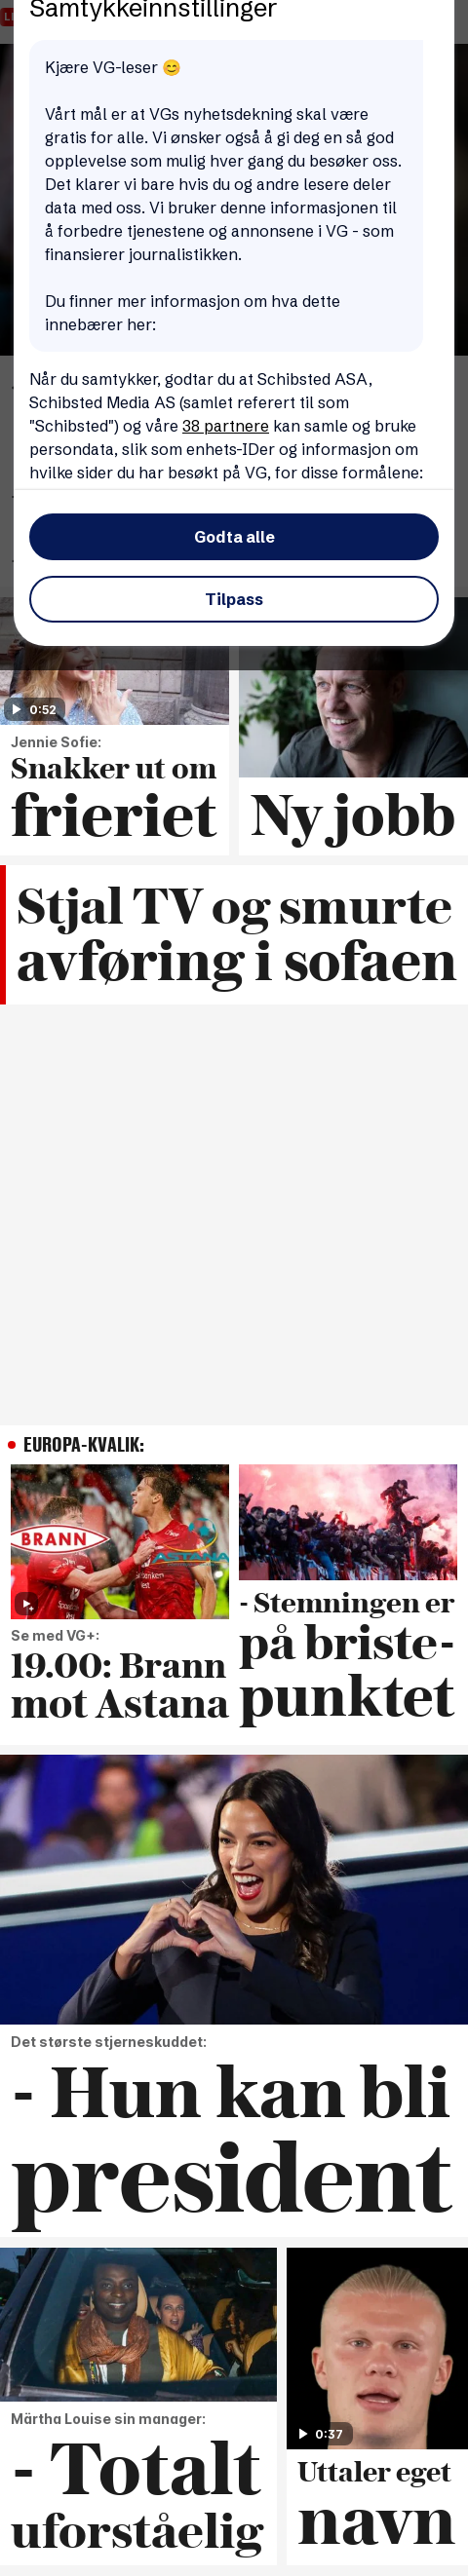 Samtykkeinnstillinger
Kjære VG-leser 😊
Vårt mål er at VGs nyhetsdekning skal være
gratis for alle. Vi ønsker også å gi deg en så god
opplevelse som mulig hver gang du besøker oss.
Det klarer vi bare hvis du og andre lesere deler
data med oss. Vi bruker denne informasjonen til
å forbedre tjenestene og annonsene i VG - som
finansierer journalistikken.
Du finner mer informasjon om hva dette
innebærer her:
Når du samtykker, godtar du at Schibsted ASA,
Schibsted Media AS (samlet referert til som
"Schibsted") og våre 38 partnere kan samle og bruke
persondata, slik som enhets-IDer og informasjon om
hvilke sider du har besøkt på VG, for disse formålene:
Godta alle
Tilpass
0:52
Jennie Sofie:
Snakker ut om
frieriet
Ny jobb
Stjal TV og smurte
avføring i sofaen
EUROPA-KVALIK:
BRANN
ASTANA
Se med VG+:
19.00: Brann
mot Astana
- Stemningen er
på briste-
punktet
Det største stjerneskuddet:
- Hun kan bli
president
Märtha Louise sin manager:
- Totalt
uforståelig
0:37
Uttaler eget
navn